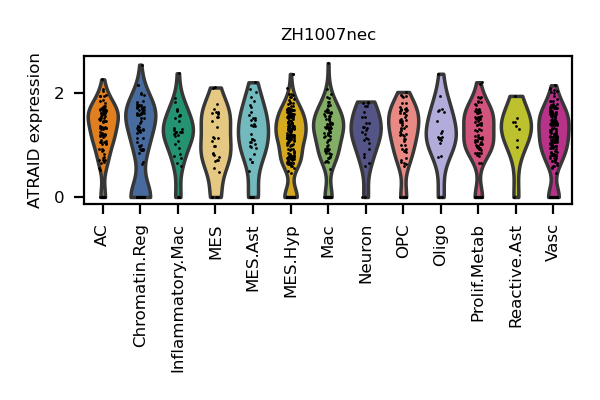 ZH1007nec
ATRAID expression
2
0
AC
Chromatin.Reg
Inflammatory.Mac
MES
MES.Ast
MES.Hyp
Mac
Neuron
OPC
Oligo
Prolif.Metab
Reactive.Ast
Vasc